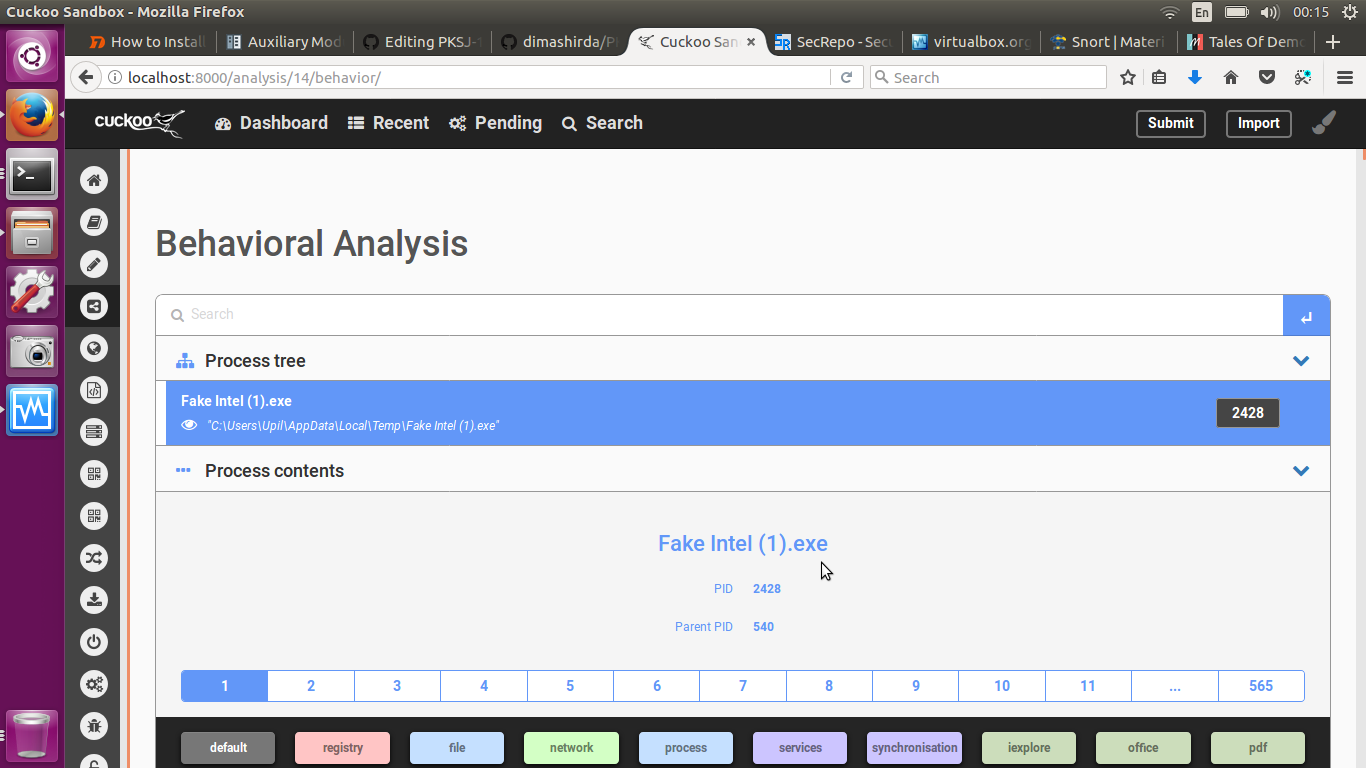 Cuckoo Sandbox - Mozilla Firefox
En
00:15
How to Instal
Auxiliary Mod
Editing PKSJ-1
dimashirda/P
Cuckoo San
SecRepo - Sec
virtualbox.org
Snort | Materi
Tales Of Demo
localhost:8000/analysis/14/behavior/
Search
cuckoo
Dashboard
Recent
Pending
Search
Submit
Import
Behavioral Analysis
Search
Process tree
Fake Intel (1).exe
"C:\Users\Upil\AppData\Local\Temp\Fake Intel (1).exe"
2428
Process contents
Fake Intel (1).exe
PID 2428
Parent PID 540
1 2 3 4 5 6 7 8 9 10 11 ... 565
default registry file network process services synchronisation iexplore office pdf